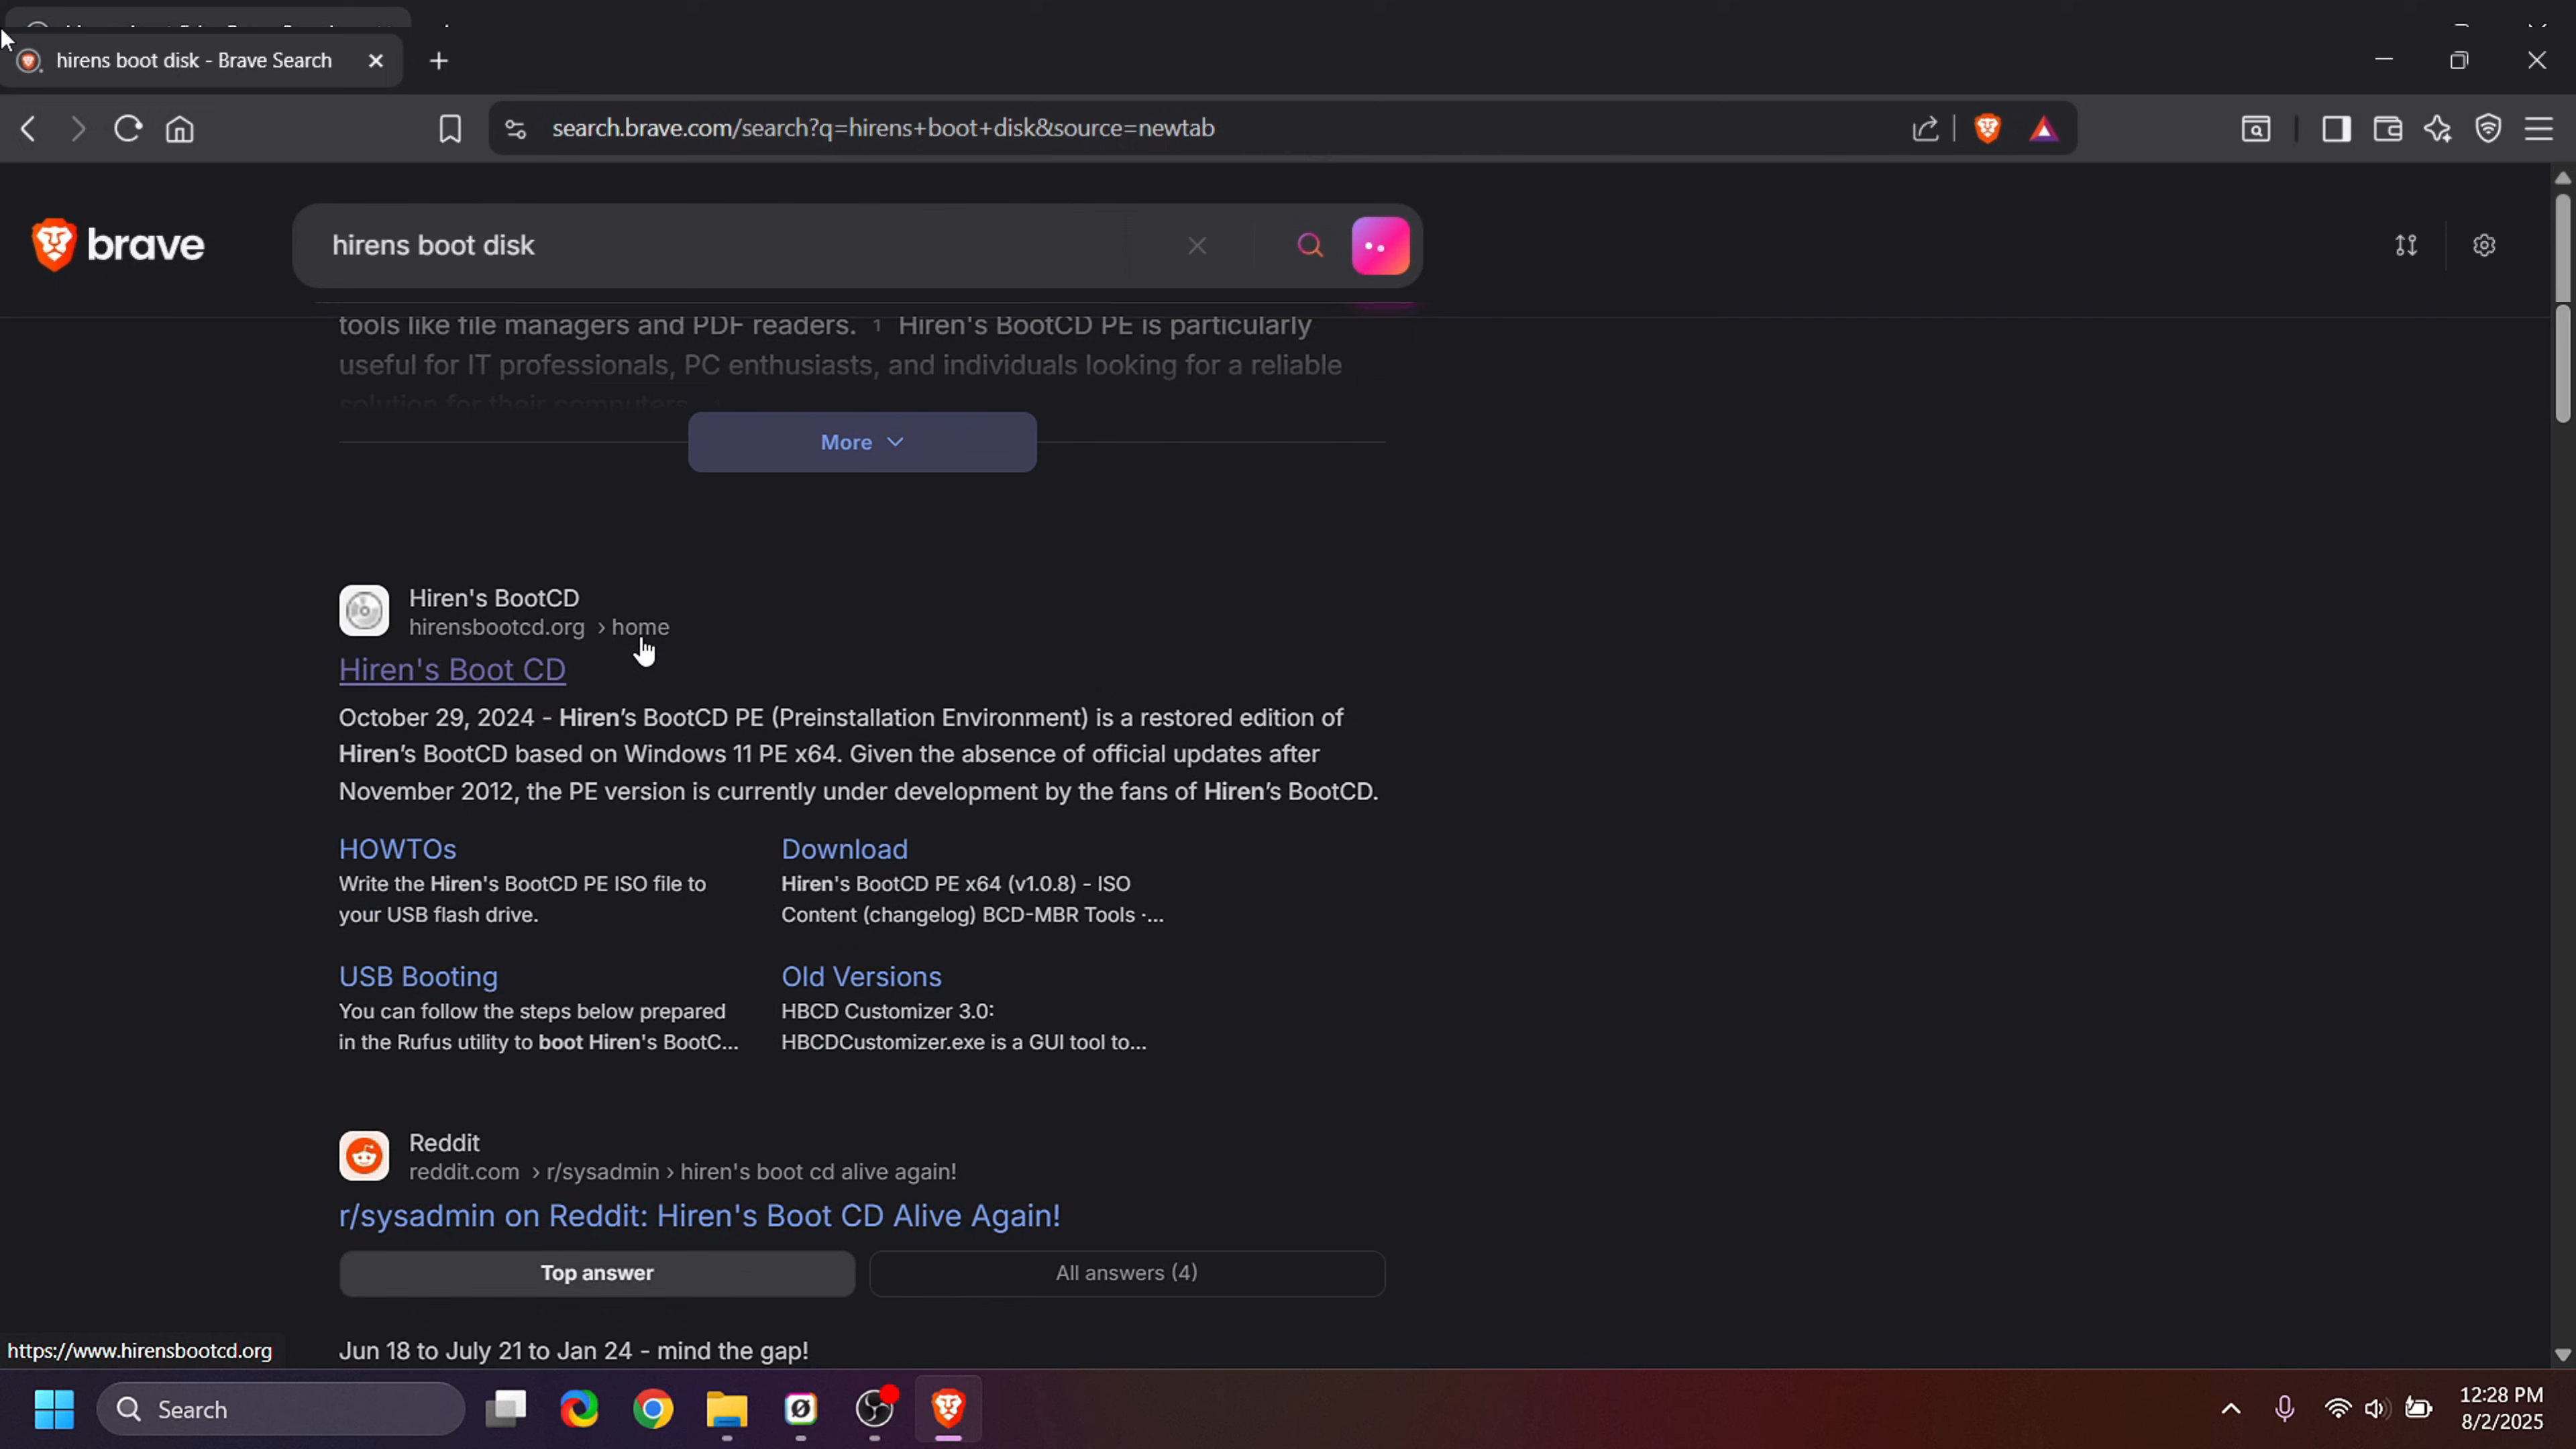 hirens boot disk - Brave Search
search.brave.com/search?q=hirens+boot+disk&source=newtab
brave
hirens boot disk
tools like file managers and PDF readers. 1 Hiren's BootCD PE is particularly
useful for IT professionals, PC enthusiasts, and individuals looking for a reliable
solution for their computers.
More
Hiren's BootCD
hirensbootcd.org › home
Hiren's Boot CD
October 29, 2024 - Hiren's BootCD PE (Preinstallation Environment) is a restored edition of
Hiren's BootCD based on Windows 11 PE x64. Given the absence of official updates after
November 2012, the PE version is currently under development by the fans of Hiren's BootCD.
HOWTOs
Write the Hiren's BootCD PE ISO file to
your USB flash drive.
Download
Hiren's BootCD PE x64 (v1.0.8) - ISO
Content (changelog) BCD-MBR Tools ·...
USB Booting
You can follow the steps below prepared
in the Rufus utility to boot Hiren's BootC...
Old Versions
HBCD Customizer 3.0:
HBCDCustomizer.exe is a GUI tool to...
Reddit
reddit.com › r/sysadmin › hiren's boot cd alive again!
r/sysadmin on Reddit: Hiren's Boot CD Alive Again!
Top answer
All answers (4)
Jun 18 to July 21 to Jan 24 - mind the gap!
https://www.hirensbootcd.org
Search
12:28 PM
8/2/2025